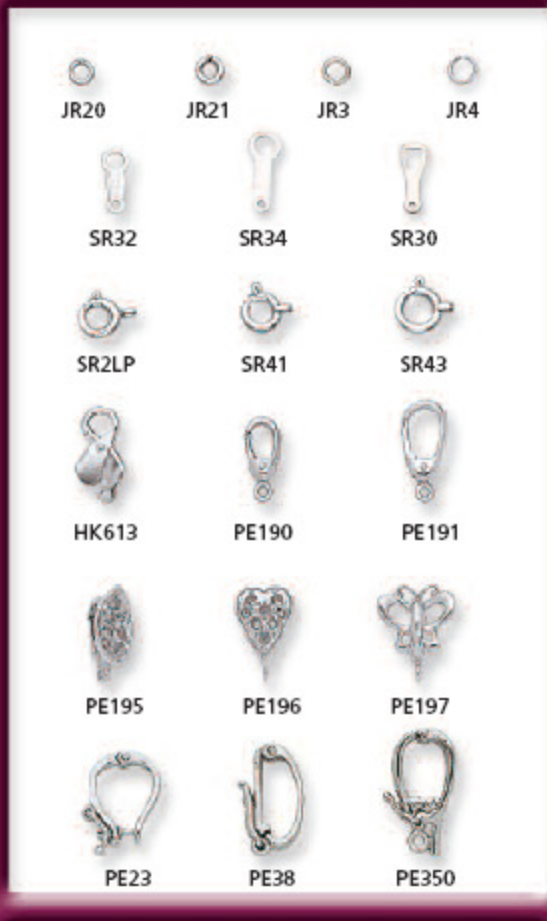 JR20 JR21 JR3 JR4
SR32 SR34 SR30
SR2LP SR41 SR43
HK613 PE190 PE191
PE195 PE196 PE197
PE23 PE38 PE350